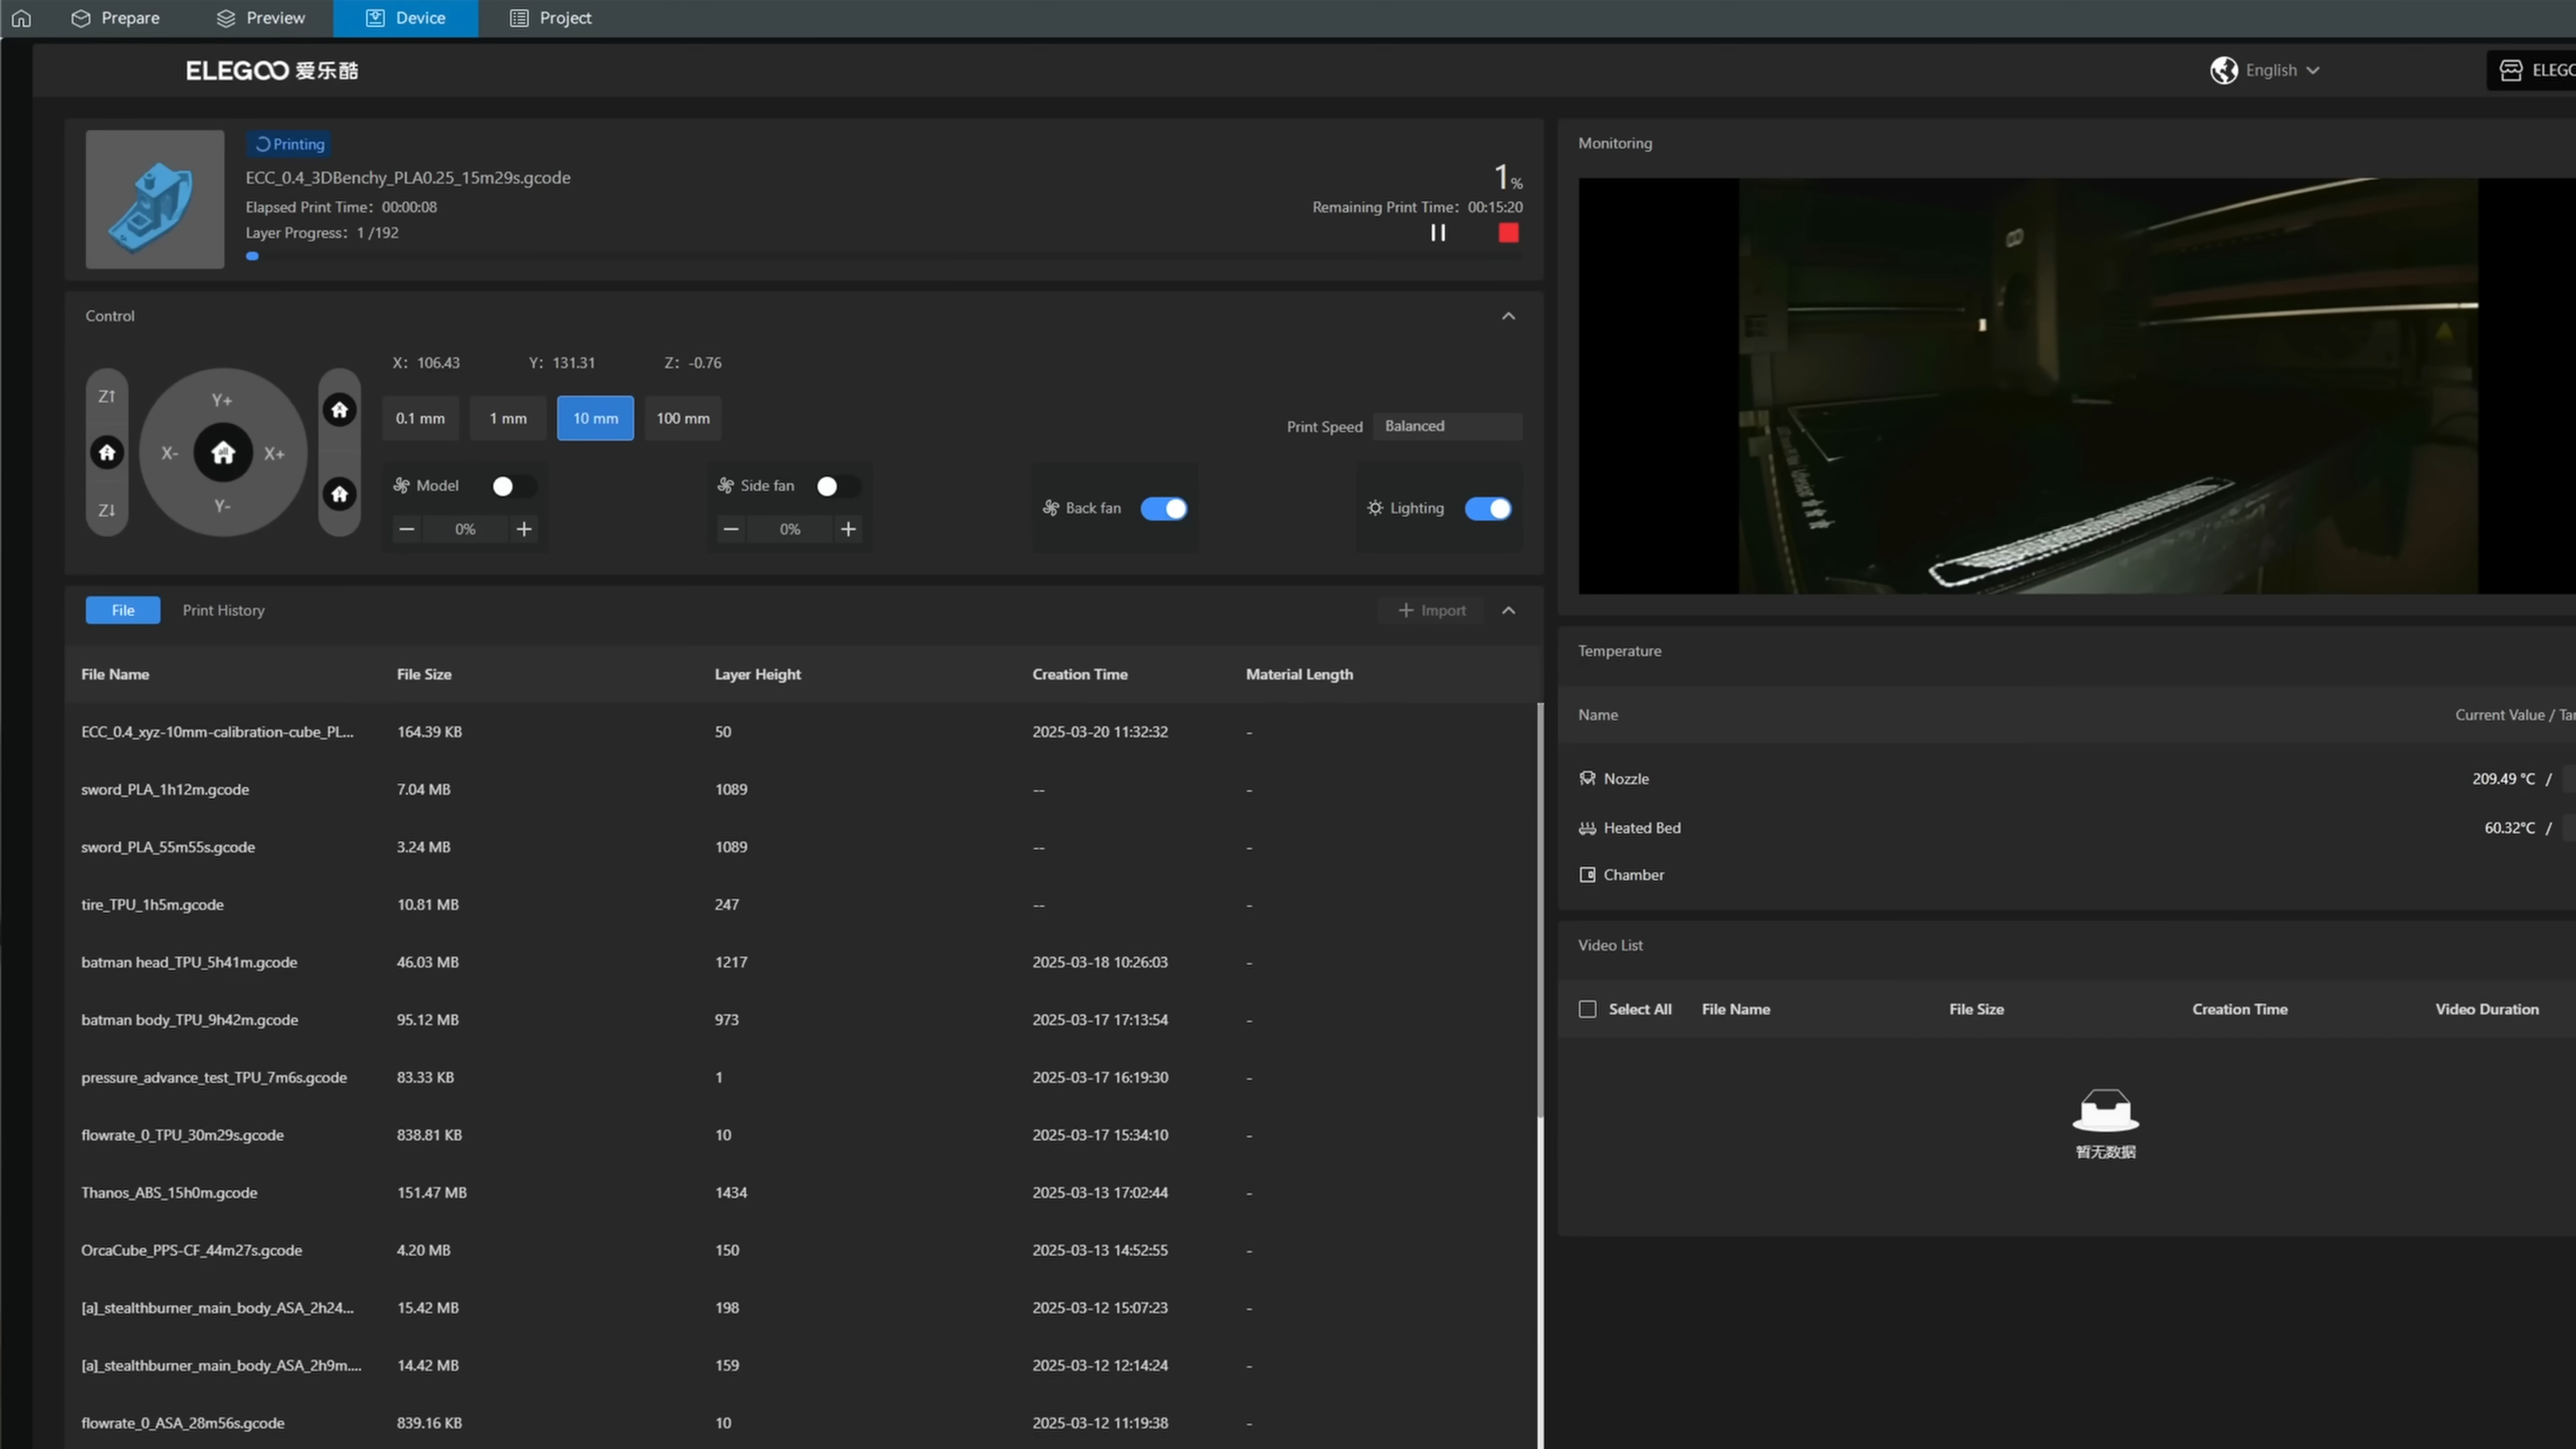 Prepare
Preview
Device
Project
ELEGOO 爱乐酷
English
Printing
ECC_0.4_3DBenchy_PLA0.25_15m29s.gcode
Elapsed Print Time: 00:00:08
Layer Progress: 1 /192
1%
Remaining Print Time: 00:15:20
Control
X: 106.43 Y: 131.31 Z: -0.76
0.1 mm 1 mm 10 mm 100 mm
Print Speed Balanced
Z↑
Y+
X- X+
Y-
Z↓
Model
0%
Side fan
0%
Back fan
Lighting
File Print History
Import
File Name File Size Layer Height Creation Time Material Length
ECC_0.4_xyz-10mm-calibration-cube_PL... 164.39 KB 50 2025-03-20 11:32:32 -
sword_PLA_1h12m.gcode 7.04 MB 1089 -- -
sword_PLA_55m55s.gcode 3.24 MB 1089 -- -
tire_TPU_1h5m.gcode 10.81 MB 247 -- -
batman head_TPU_5h41m.gcode 46.03 MB 1217 2025-03-18 10:26:03 -
batman body_TPU_9h42m.gcode 95.12 MB 973 2025-03-17 17:13:54 -
pressure_advance_test_TPU_7m6s.gcode 83.33 KB 1 2025-03-17 16:19:30 -
flowrate_0_TPU_30m29s.gcode 838.81 KB 10 2025-03-17 15:34:10 -
Thanos_ABS_15h0m.gcode 151.47 MB 1434 2025-03-13 17:02:44 -
OrcaCube_PPS-CF_44m27s.gcode 4.20 MB 150 2025-03-13 14:52:55 -
[a]_stealthburner_main_body_ASA_2h24... 15.42 MB 198 2025-03-12 15:07:23 -
[a]_stealthburner_main_body_ASA_2h9m.... 14.42 MB 159 2025-03-12 12:14:24 -
flowrate_0_ASA_28m56s.gcode 839.16 KB 10 2025-03-12 11:19:38 -
Monitoring
Temperature
Name Current Value /
Nozzle 209.49 °C /
Heated Bed 60.32°C /
Chamber
Video List
Select All File Name File Size Creation Time Video Duration
暂无数据